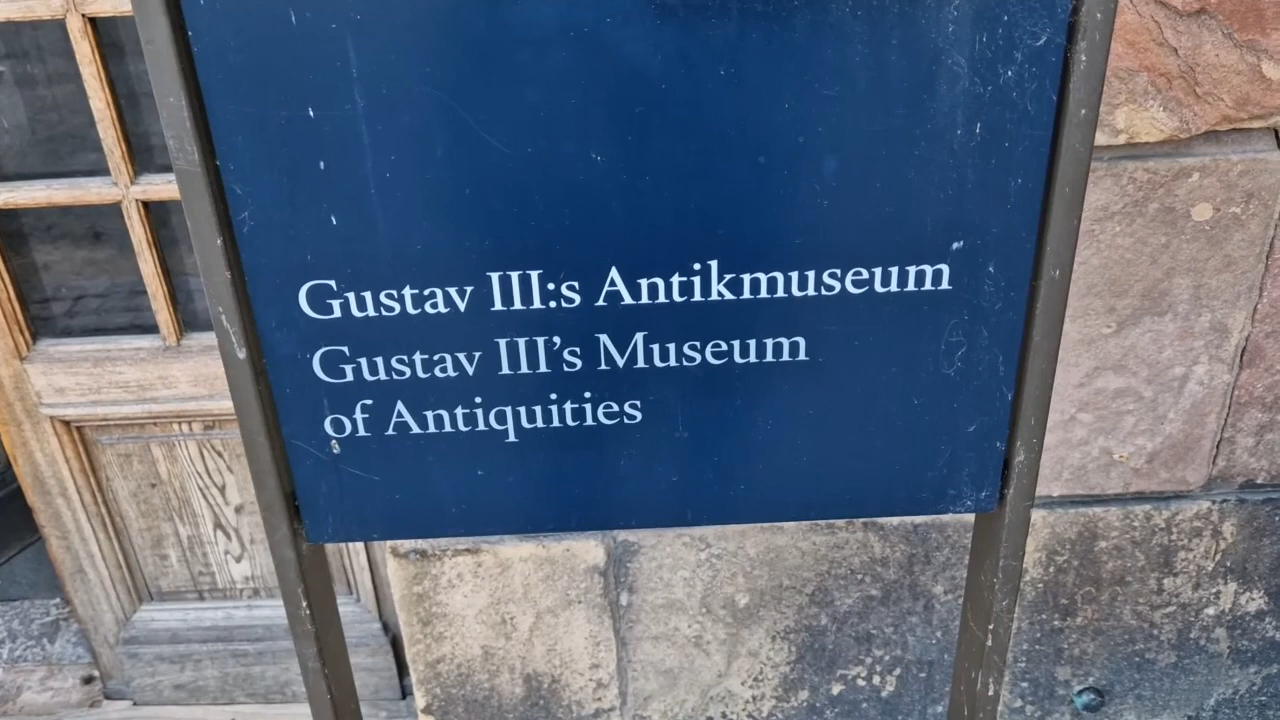 Gustav III:s Antikmuseum
Gustav III’s Museum
of Antiquities